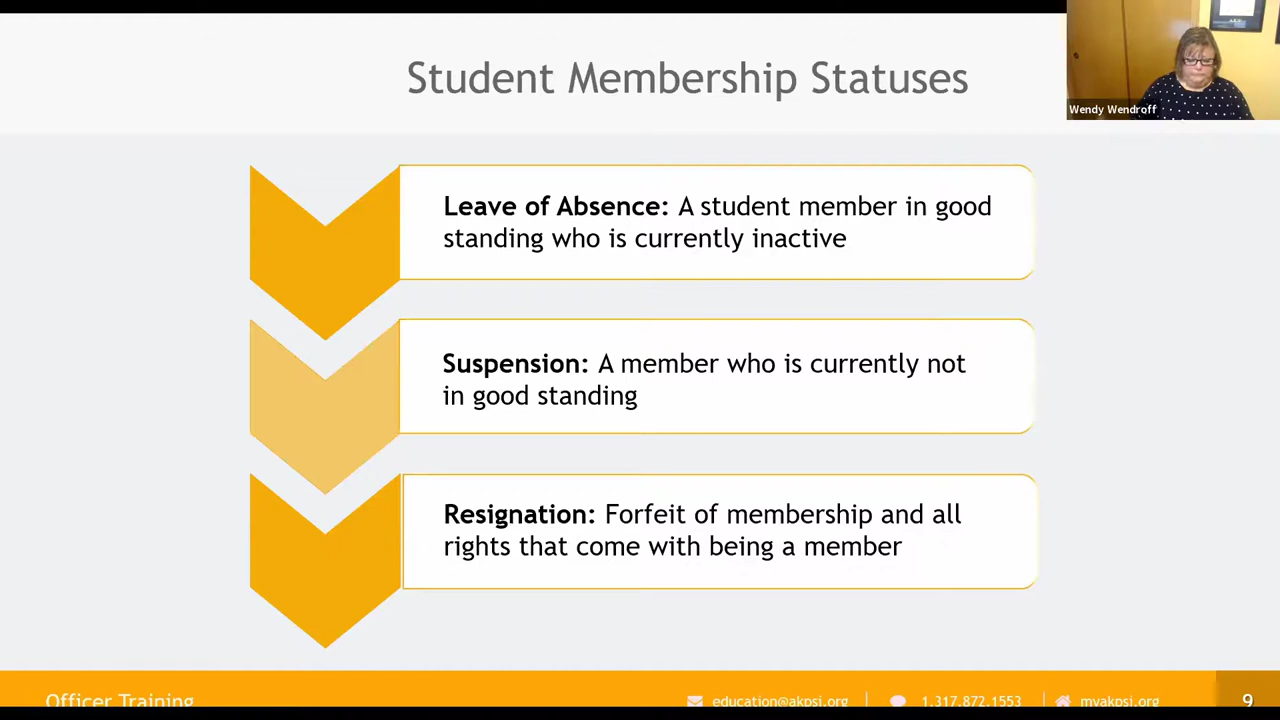 Student Membership Statuses
Wendy Wendroff
Leave of Absence: A student member in good
standing who is currently inactive
Suspension: A member who is currently not
in good standing
Resignation: Forfeit of membership and all
rights that come with being a member
Officer Training
education@akpsi.org
1.317.872.1553
myakpsi.org
9